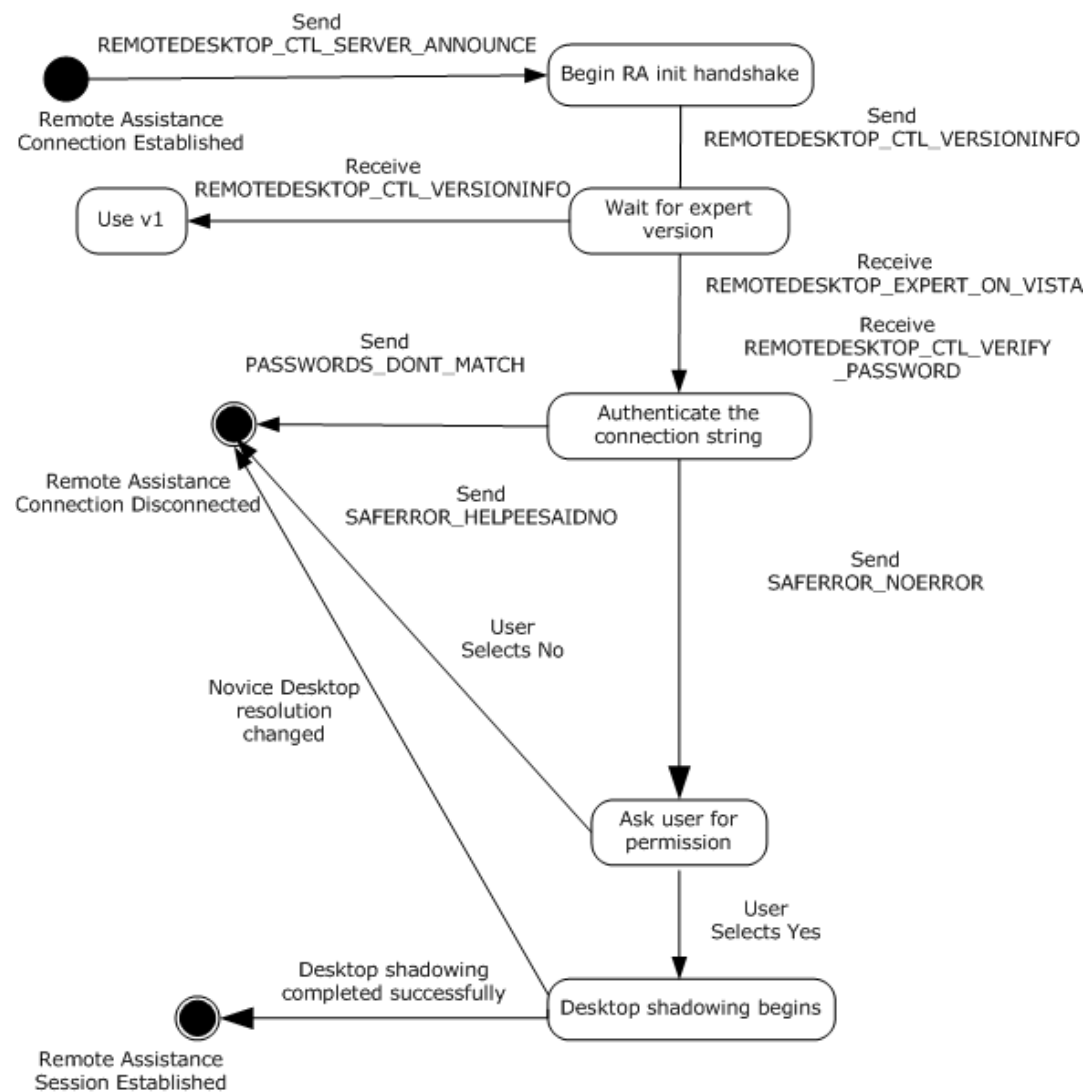 Send
REMOTEDESKTOP_CTL_SERVER_ANNOUNCE
Begin RA init handshake
Remote Assistance
Connection Established
Send
REMOTEDESKTOP_CTL_VERSIONINFO
Receive
REMOTEDESKTOP_CTL_VERSIONINFO
Use v1
Wait for expert
version
Receive
REMOTEDESKTOP_EXPERT_ON_VISTA
Receive
REMOTEDESKTOP_CTL_VERIFY
_PASSWORD
Send
PASSWORDS_DONT_MATCH
Authenticate the
connection string
Remote Assistance
Connection Disconnected
Send
SAFERROR_HELPEESAIDNO
Send
SAFERROR_NOERROR
User
Selects No
Novice Desktop
resolution
changed
Ask user for
permission
User
Selects Yes
Desktop shadowing
completed successfully
Desktop shadowing begins
Remote Assistance
Session Established